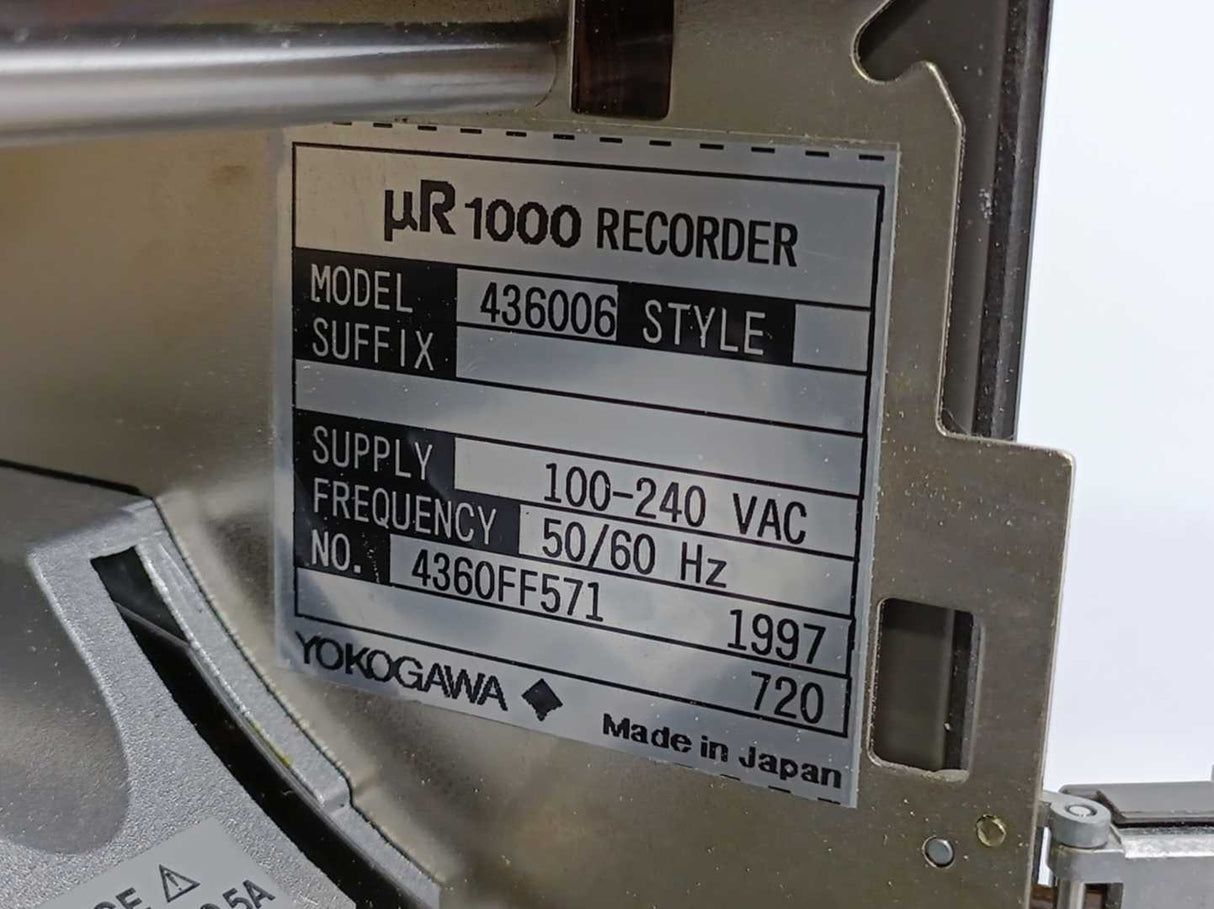 µR 1000 RECORDER
MODEL 436006 STYLE
SUFFIX
SUPPLY 100-240 VAC
FREQUENCY 50/60 Hz
NO. 4360FF571 1997
720
YOKOGAWA
Made in Japan
.5A